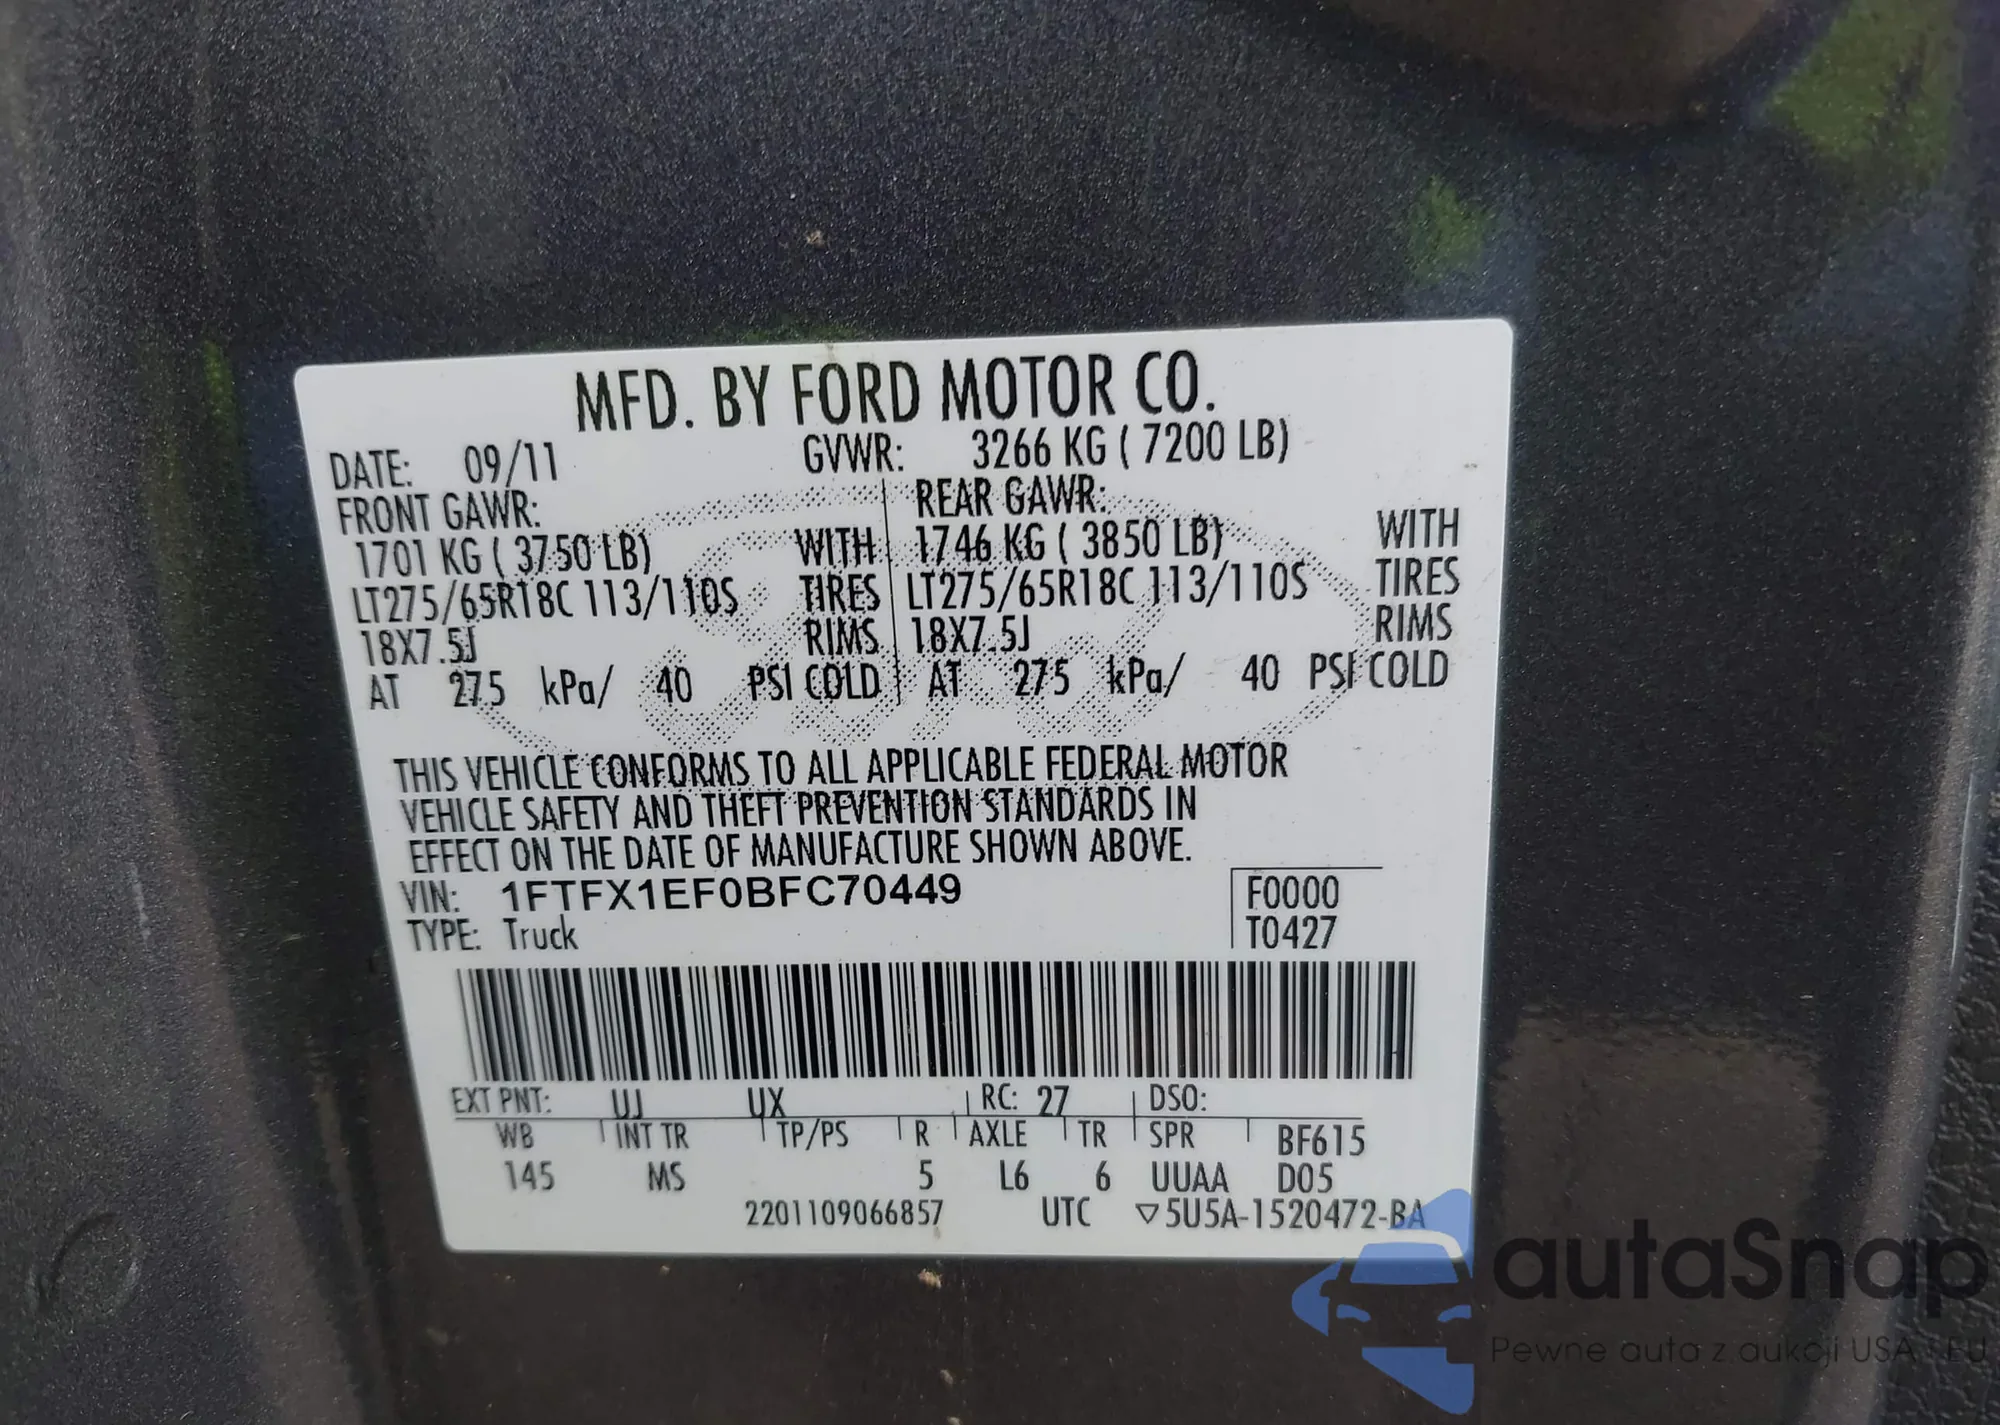 MFD. BY FORD MOTOR CO.
DATE: 09/11 GVWR: 3266 KG ( 7200 LB)
FRONT GAWR: REAR GAWR:
1701 KG ( 3750 LB) WITH 1746 KG ( 3850 LB) WITH
LT275/65R18C 113/110S TIRES LT275/65R18C 113/110S TIRES
18X7.5J RIMS 18X7.5J RIMS
AT 275 kPa/ 40 PSI COLD AT 275 kPa/ 40 PSI COLD
THIS VEHICLE CONFORMS TO ALL APPLICABLE FEDERAL MOTOR
VEHICLE SAFETY AND THEFT PREVENTION STANDARDS IN
EFFECT ON THE DATE OF MANUFACTURE SHOWN ABOVE.
VIN: 1FTFX1EF0BFC70449 F0000
TYPE: Truck T0427
EXT PNT: UJ UX RC: 27 DSO:
WB INT TR TP/PS R AXLE TR SPR BF615
145 MS 5 L6 6 UUAA D05
2201109066857 UTC ▽5U5A-1520472-BA
autaSnap
Pewne auta z aukcji USA i EU